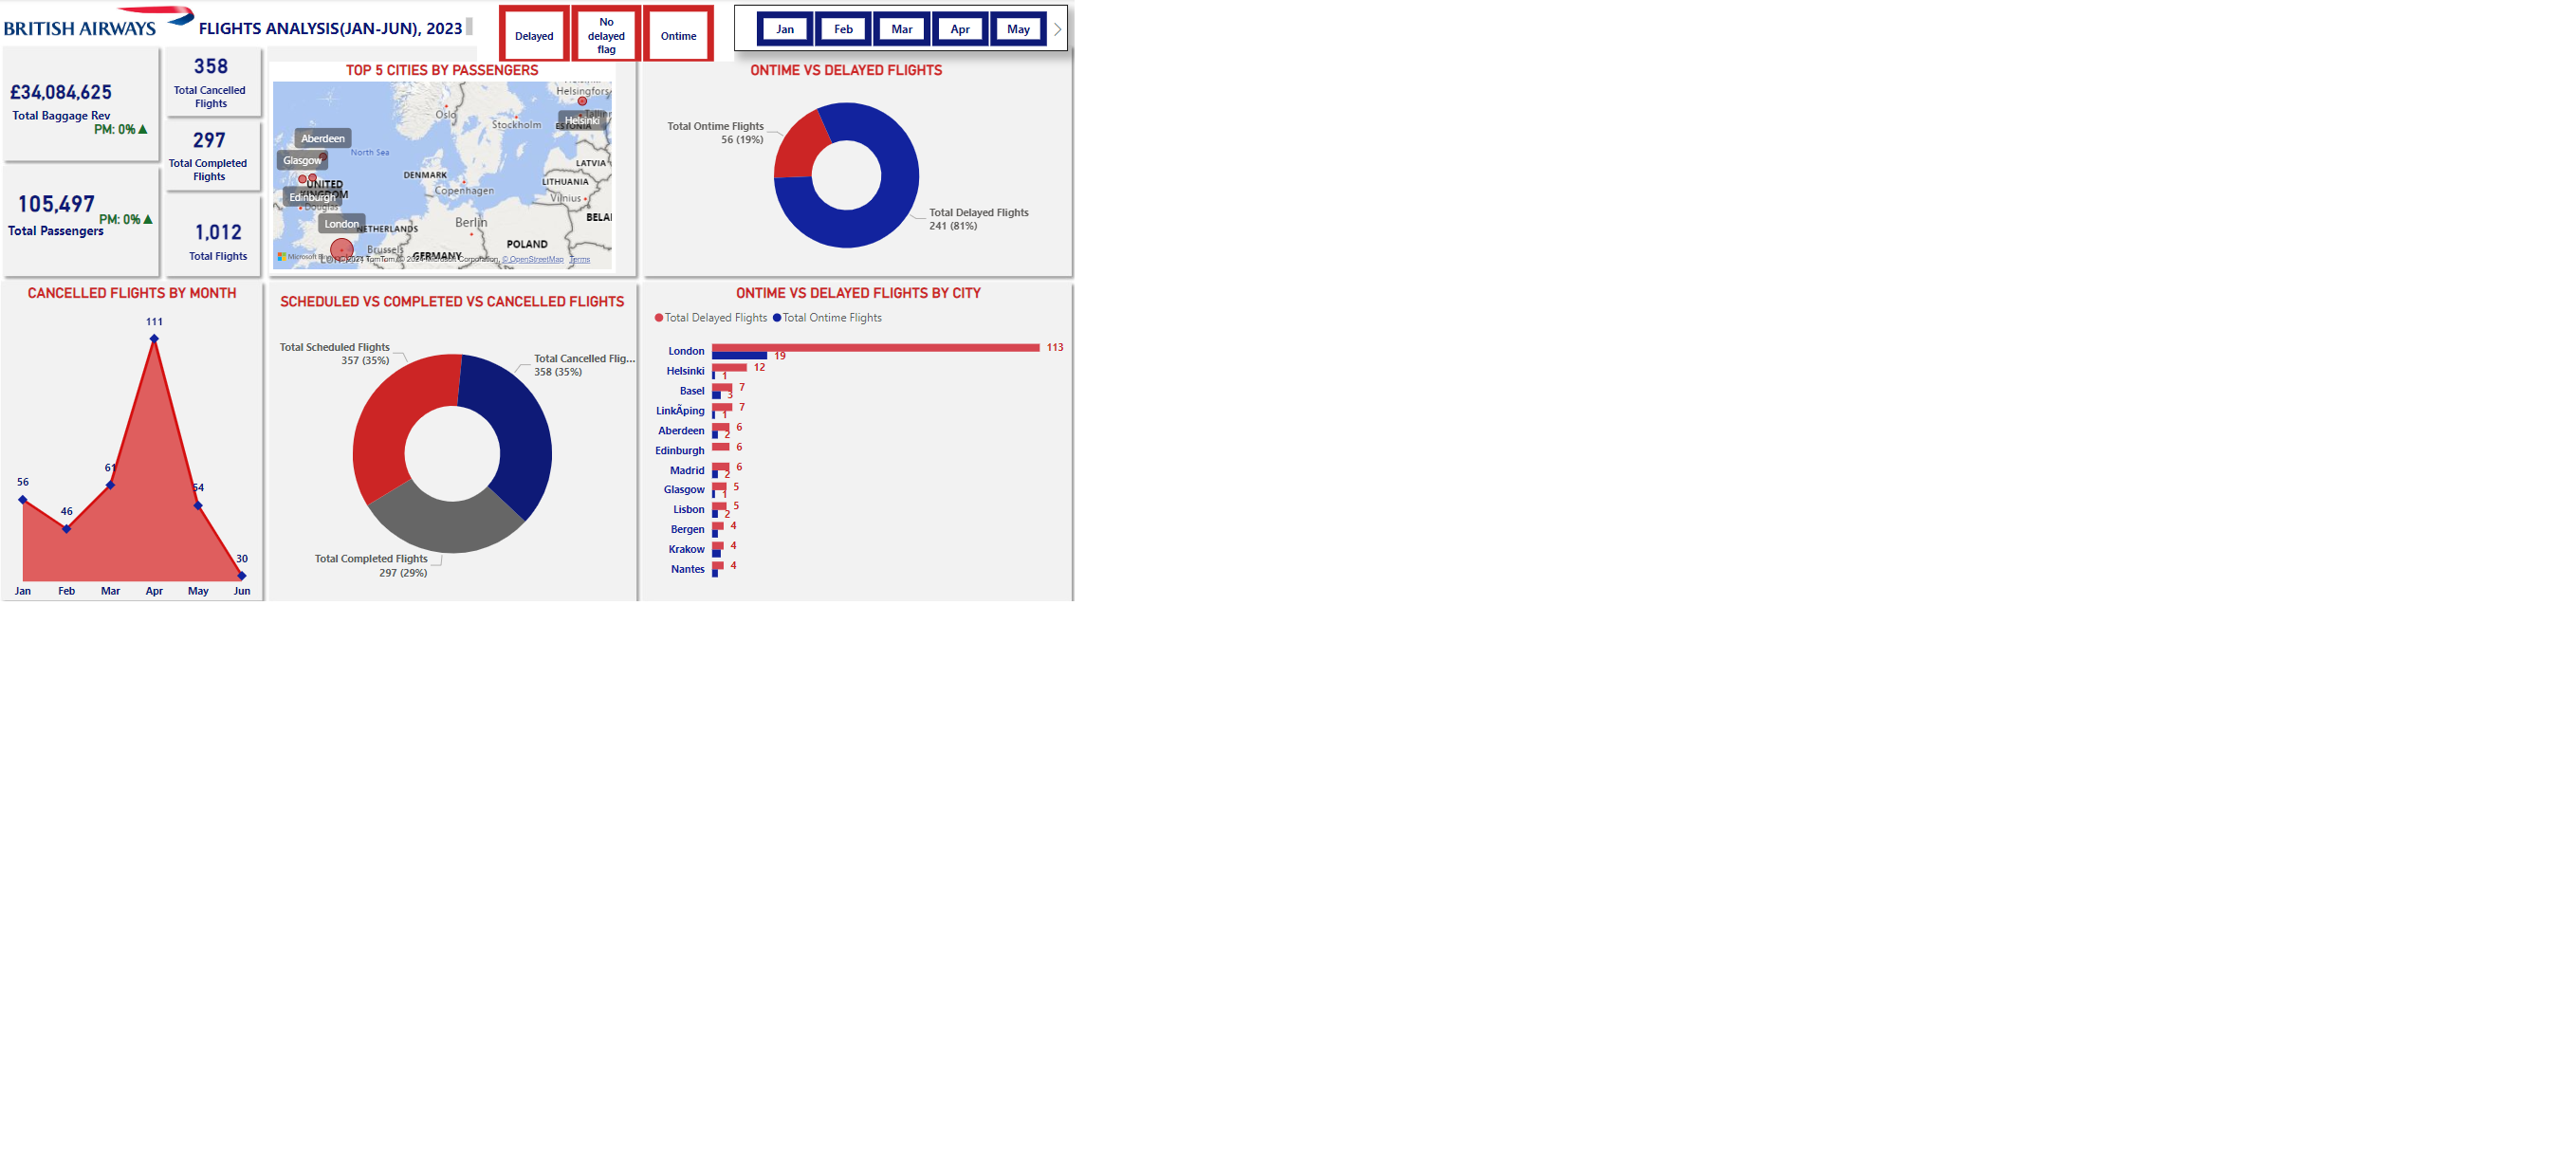 BRITISH AIRWAYS
FLIGHTS ANALYSIS(JAN-JUN), 2023
Delayed
No
delayed
flag
Ontime
Jan
Feb
Mar
Apr
May
£34,084,625
Total Baggage Rev
PM: 0%▲
105,497
PM: 0%▲
Total Passengers
358
Total Cancelled
Flights
297
Total Completed
Flights
1,012
Total Flights
TOP 5 CITIES BY PASSENGERS
Helsingfors
Helsinki
ESTONIA
Oslo
Stockholm
Aberdeen
North Sea
Glasgow
LATVIA
DENMARK
LITHUANIA
UNITED
KINGDOM
Copenhagen
Edinburgh
Douglas
Vilnius
London
NETHERLANDS
Berlin
BELA
POLAND
Brussels
GERMANY
TomTom, © 2024 Microsoft Corporation, © OpenStreetMap Terms
ONTIME VS DELAYED FLIGHTS
Total Ontime Flights
56 (19%)
Total Delayed Flights
241 (81%)
CANCELLED FLIGHTS BY MONTH
111
61
56
54
46
30
Jan Feb Mar Apr May Jun
SCHEDULED VS COMPLETED VS CANCELLED FLIGHTS
Total Scheduled Flights
357 (35%)
Total Cancelled Flig...
358 (35%)
Total Completed Flights
297 (29%)
ONTIME VS DELAYED FLIGHTS BY CITY
Total Delayed Flights Total Ontime Flights
London 113
19
Helsinki 12
1
Basel 7
3
LinkÃping 7
1
Aberdeen 6
2
Edinburgh 6
Madrid 6
2
Glasgow 5
1
Lisbon 5
2
Bergen 4
Krakow 4
Nantes 4